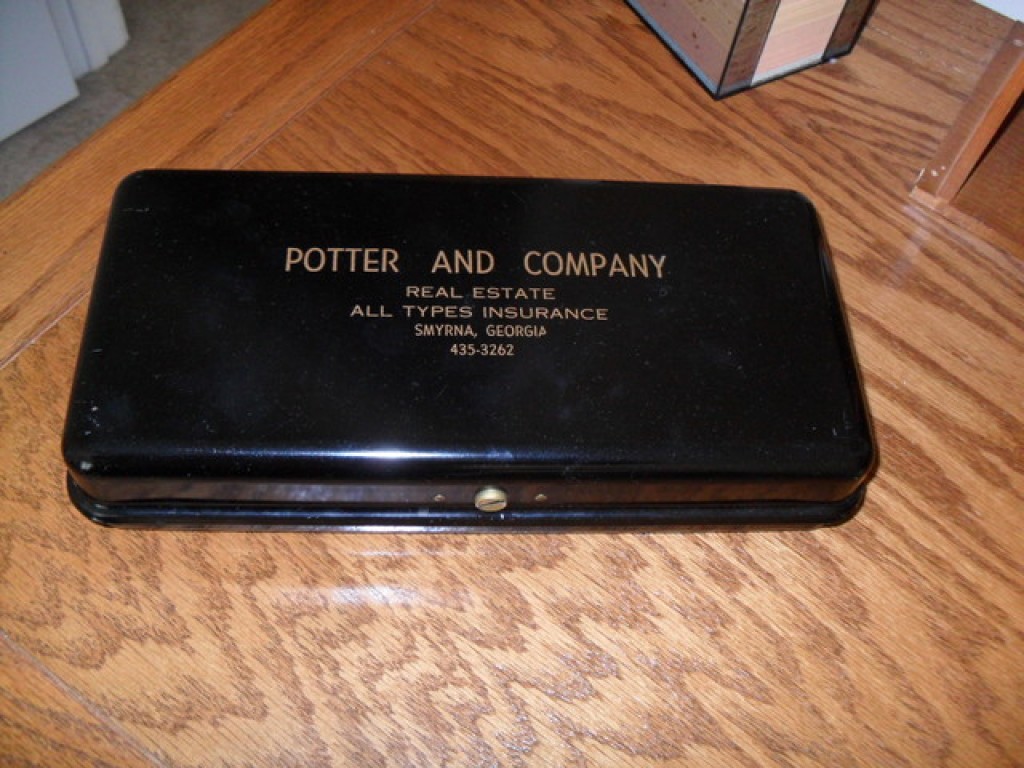 POTTER AND COMPANY
REAL ESTATE
ALL TYPES INSURANCE
SMYRNA, GEORGIA
435-3262